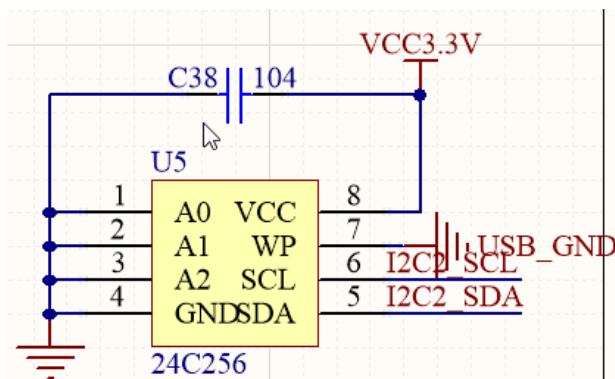 VCC3.3V
C38 104
U5
1 A0 VCC 8
2 A1 WP 7 USB_GND
3 A2 SCL 6 I2C2_SCL
4 GND SDA 5 I2C2_SDA
24C256